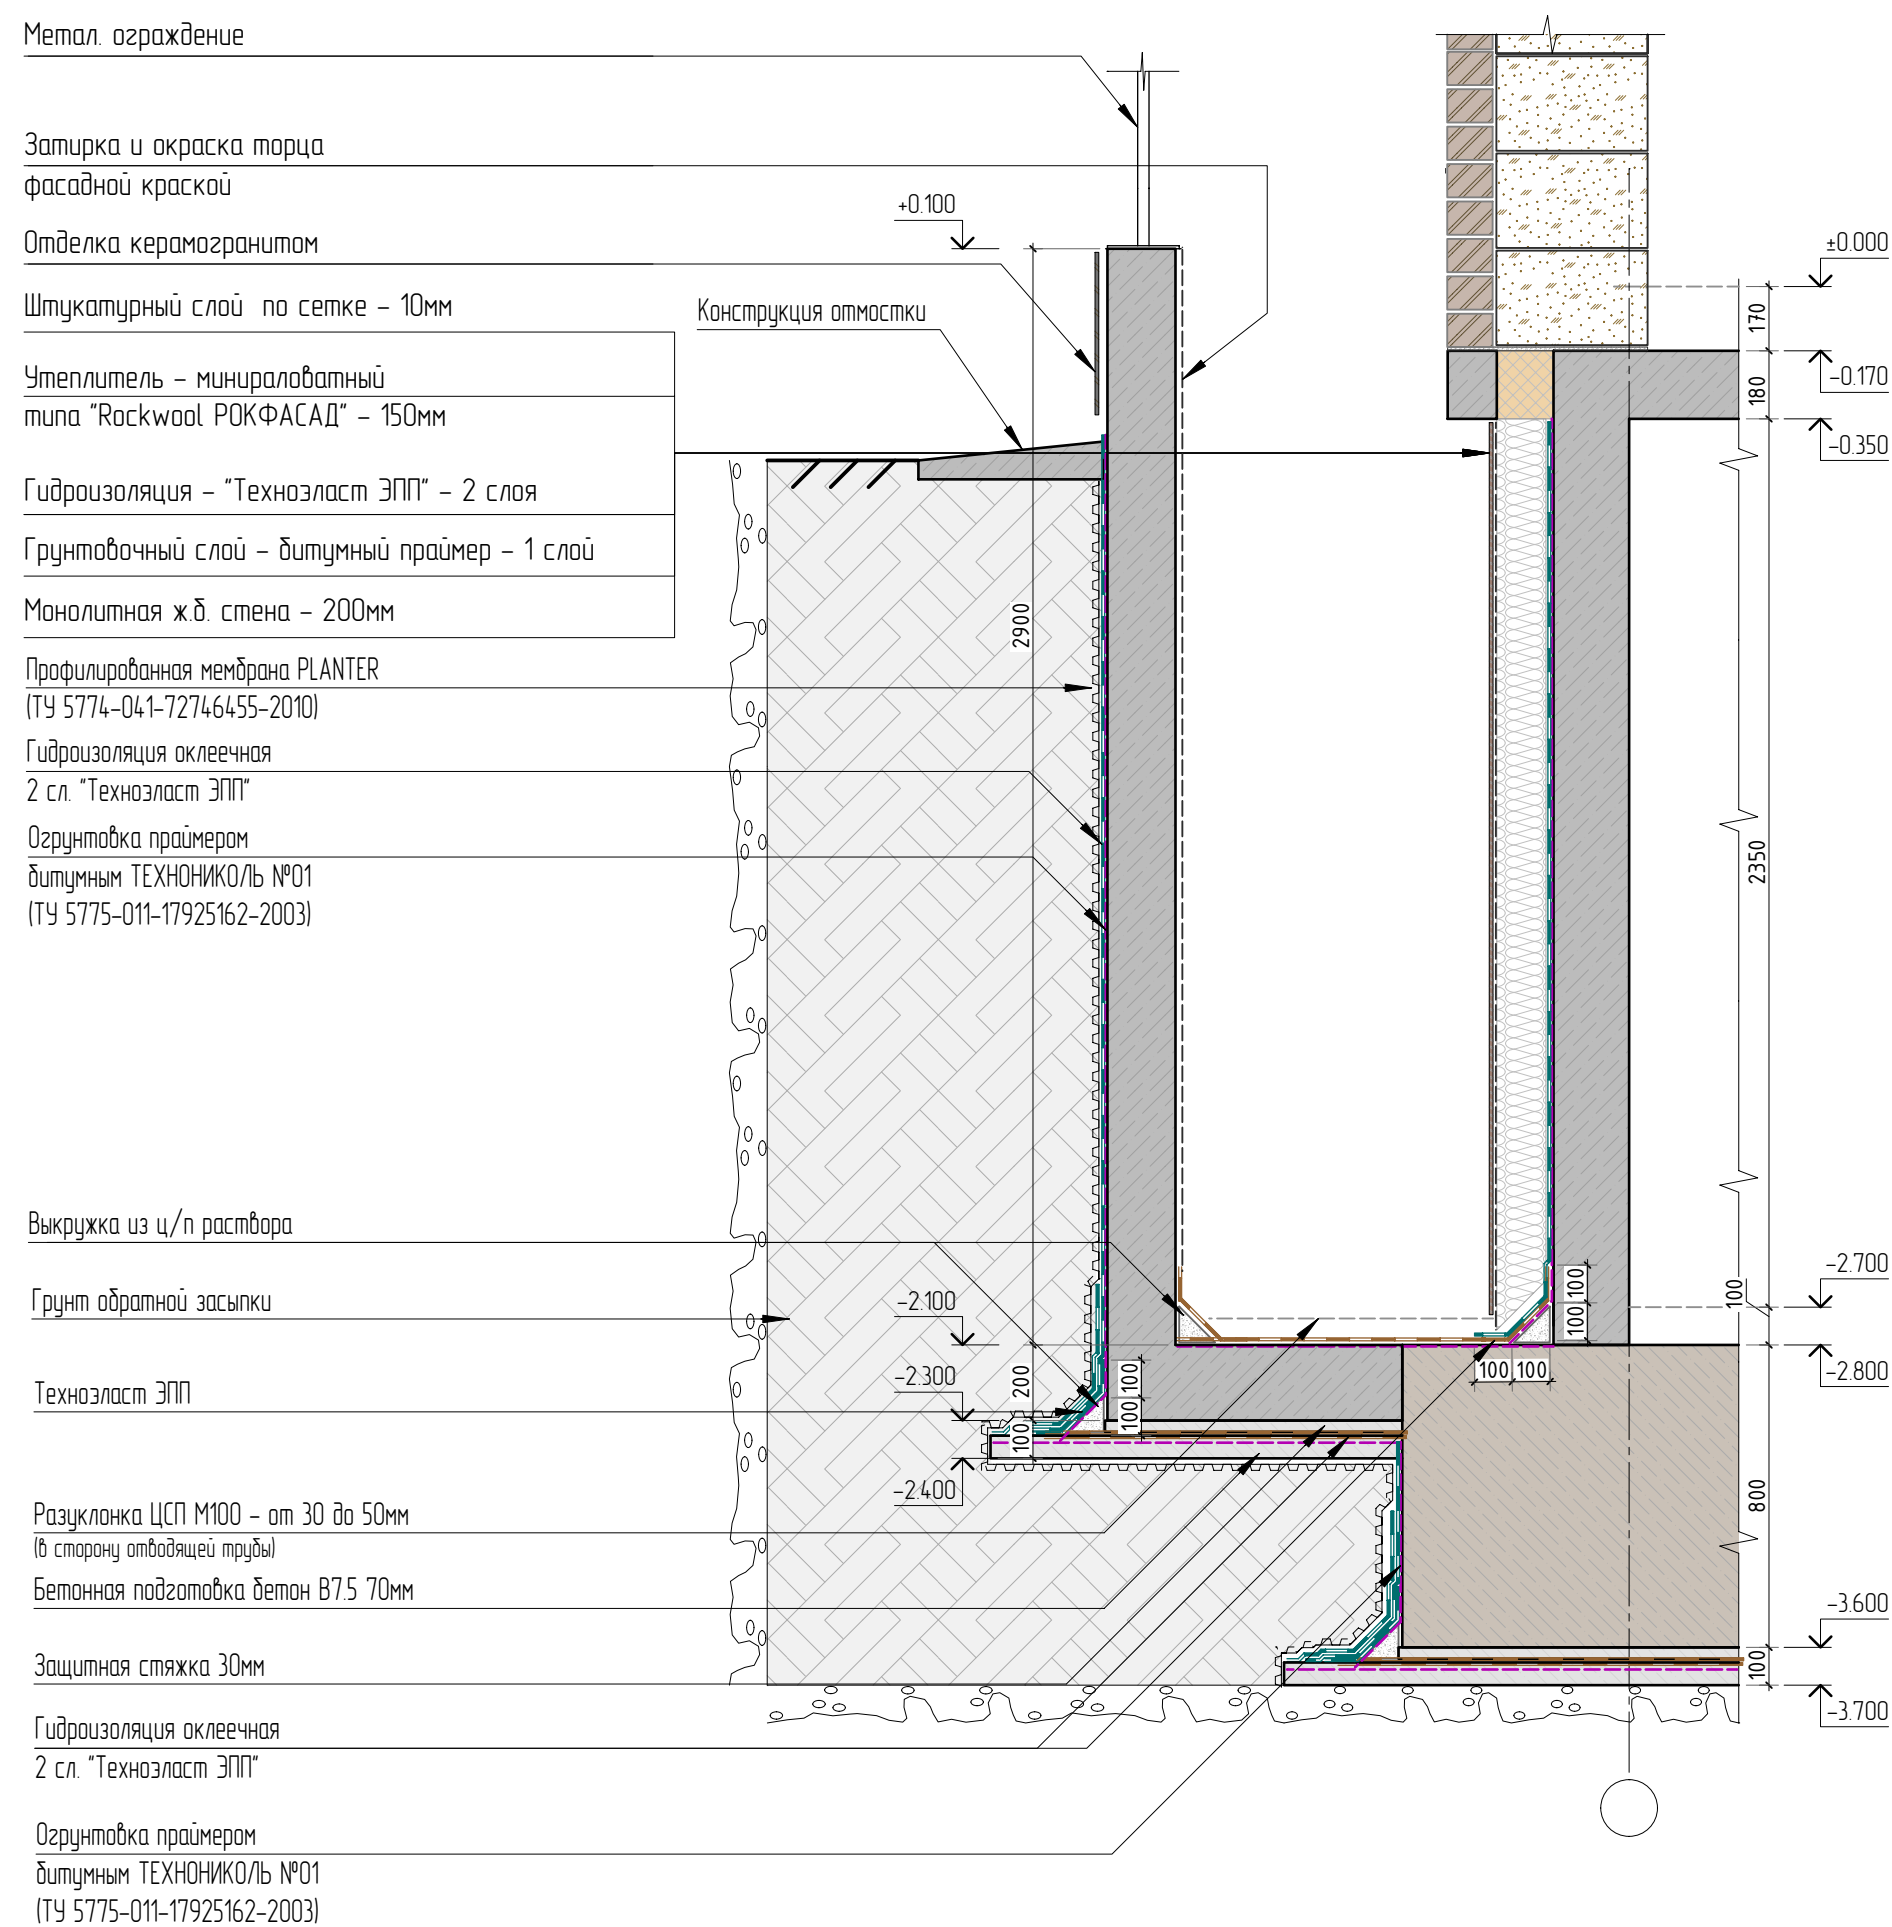 Метал. ограждение
Затирка и окраска торца
фасадной краской
Отделка керамогранитом
Штукатурный слой по сетке - 10мм
Утеплитель - минираловатный
типа "Rockwool РОКФАСАД" - 150мм
Гидроизоляция - "Техноэласт ЭПП" - 2 слоя
Грунтовочный слой - битумный праймер - 1 слой
Монолитная ж.б. стена - 200мм
Профилированная мембрана PLANTER
(ТУ 5774-041-72746455-2010)
Гидроизоляция оклеечная
2 сл. "Техноэласт ЭПП"
Огрунтовка праймером
битумным ТЕХНОНИКОЛЬ №01
(ТУ 5775-011-17925162-2003)
Выкружка из ц/п раствора
Грунт обратной засыпки
Техноэласт ЭПП
Разуклонка ЦСП М100 - от 30 до 50мм
(в сторону отводящей трубы)
Бетонная подготовка бетон В7.5 70мм
Защитная стяжка 30мм
Гидроизоляция оклеечная
2 сл. "Техноэласт ЭПП"
Огрунтовка праймером
битумным ТЕХНОНИКОЛЬ №01
(ТУ 5775-011-17925162-2003)
Конструкция отмостки
+0.100
2900
-2.100
-2.300
200
100
-2.400
100
100
100
100
100
100
±0.000
170
-0.170
180
-0.350
2350
-2.700
100
-2.800
800
-3.600
100
-3.700